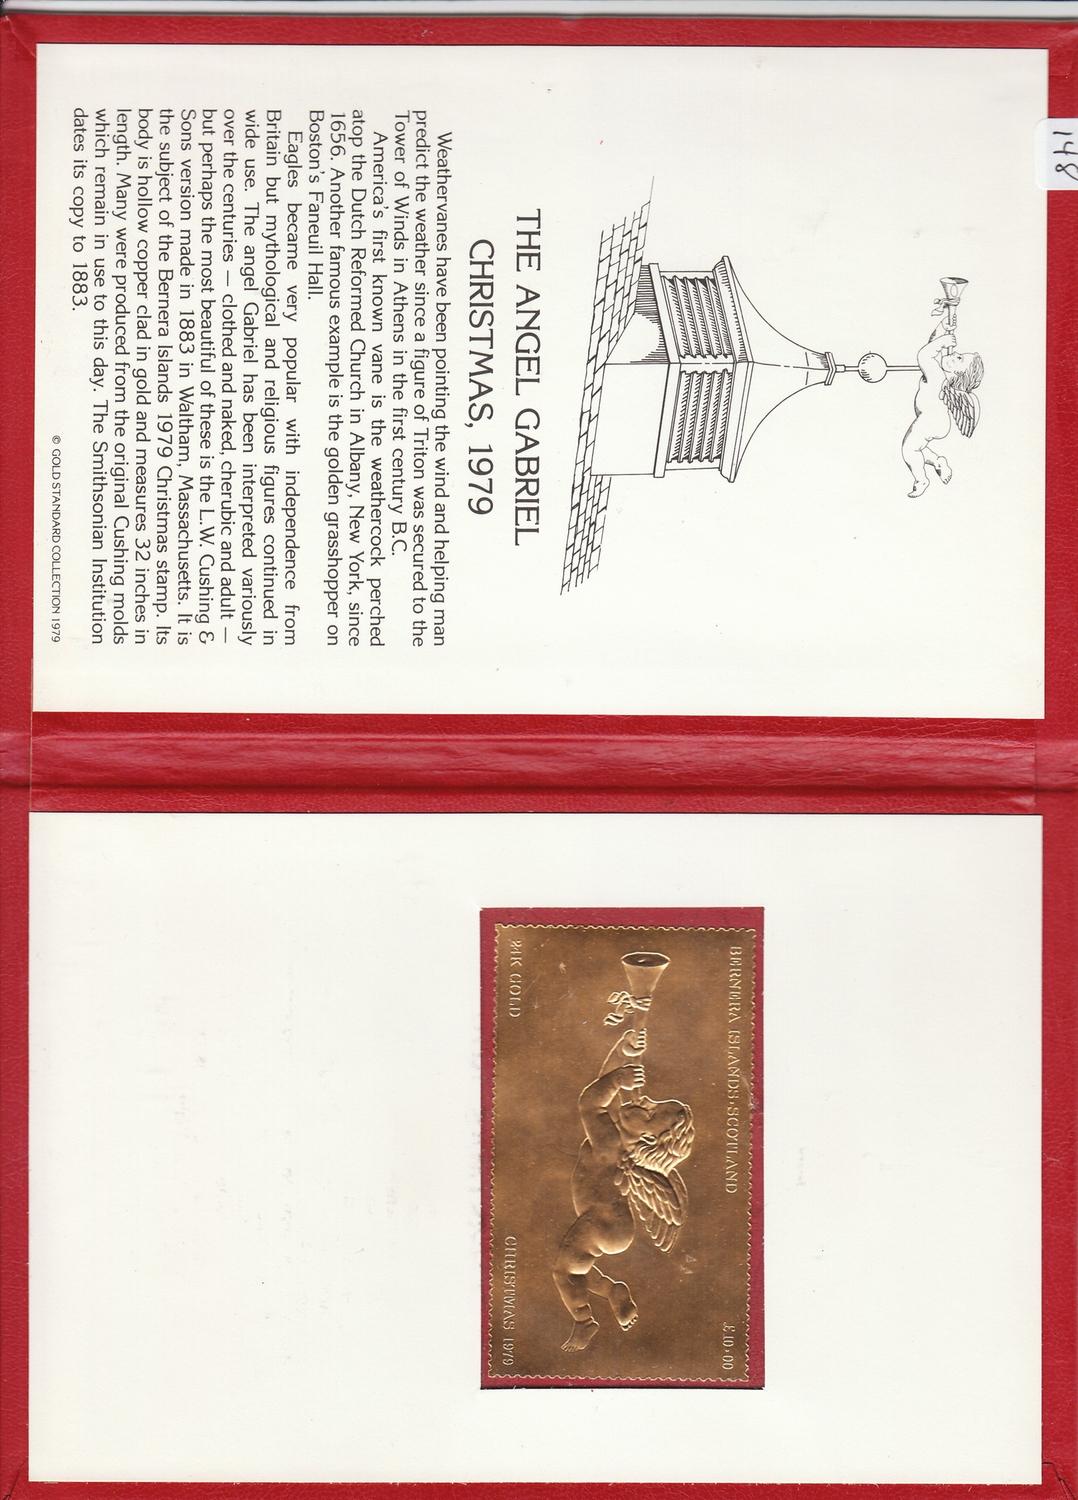 148
THE ANGEL GABRIEL
CHRISTMAS, 1979
Weathervanes have been pointing the wind and helping man
predict the weather since a figure of Triton was secured to the
Tower of Winds in Athens in the first century B.C.
America's first known vane is the weathercock perched
atop the Dutch Reformed Church in Albany, New York, since
1656. Another famous example is the golden grasshopper on
Boston's Faneuil Hall.
Eagles became very popular with independence from
Britain but mythological and religious figures continued in
wide use. The angel Gabriel has been interpreted variously
over the centuries — clothed and naked, cherubic and adult —
but perhaps the most beautiful of these is the L.W. Cushing &
Sons version made in 1883 in Waltham, Massachusetts. It is
the subject of the Bernera Islands 1979 Christmas stamp. Its
body is hollow copper clad in gold and measures 32 inches in
length. Many were produced from the original Cushing molds
which remain in use to this day. The Smithsonian Institution
dates its copy to 1883.
© GOLD STANDARD COLLECTION 1979
BERNERA ISLANDS·SCOTLAND £10·00
24K GOLD CHRISTMAS 1979